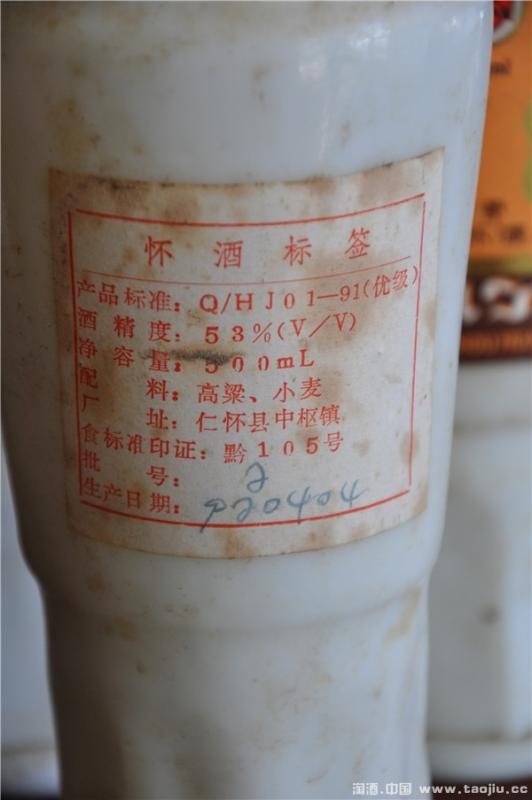 怀酒标签
产品标准：Q/HJ01—91(优级)
酒精度：53%(V/V)
净容量：500mL
配料：高粱、小麦
厂址：仁怀县中枢镇
食标准印证：黔105号
批号：
生产日期：920404
淘酒.中国 www.taojiu.cc